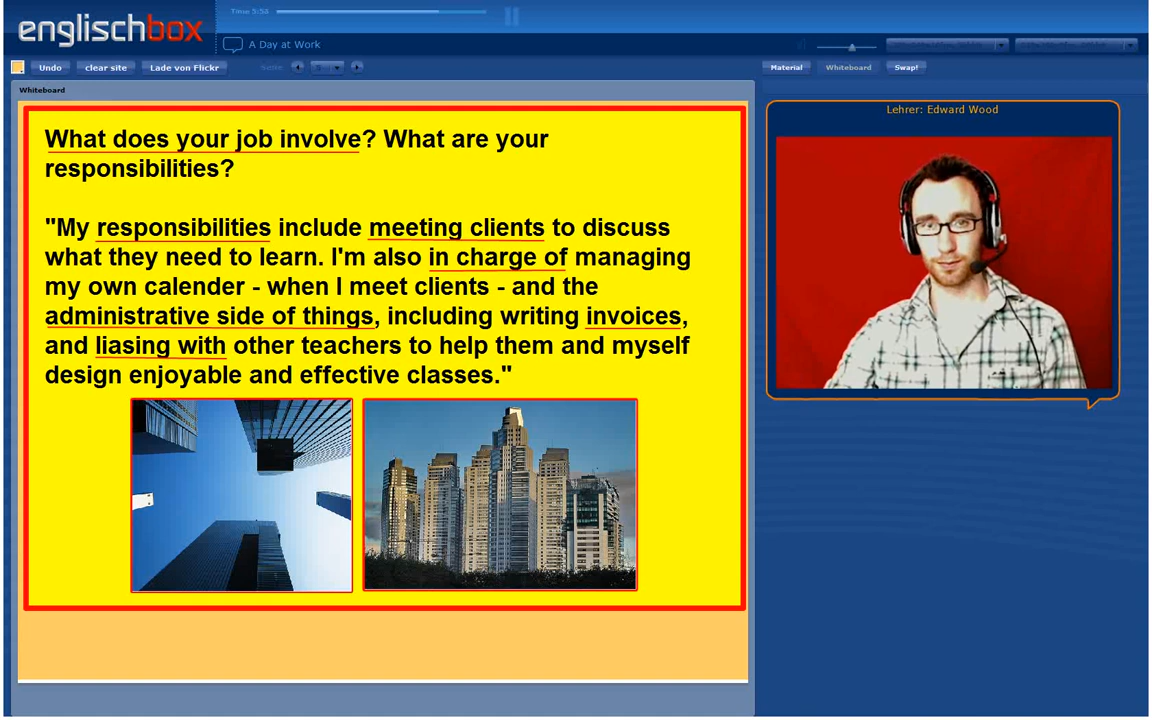 Time 5:56
englischbox
A Day at Work
Undo
clear site
Lade von Flickr
Seite
Material
Whiteboard
Swap!
Whiteboard
What does your job involve? What are your
responsibilities?
"My responsibilities include meeting clients to discuss
what they need to learn. I'm also in charge of managing
my own calender - when I meet clients - and the
administrative side of things, including writing invoices,
and liasing with other teachers to help them and myself
design enjoyable and effective classes."
Lehrer: Edward Wood